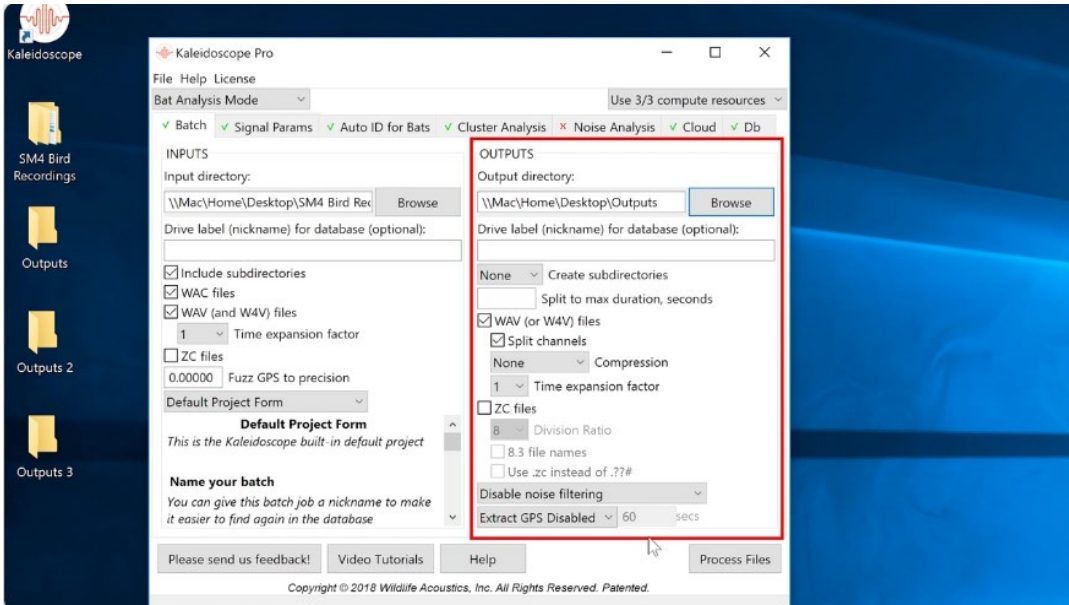 Kaleidoscope
SM4 Bird
Recordings
Outputs
Outputs 2
Outputs 3
Kaleidoscope Pro
File Help License
Bat Analysis Mode
Use 3/3 compute resources
Batch Signal Params Auto ID for Bats Cluster Analysis Noise Analysis Cloud Db
INPUTS
Input directory:
\\Mac\Home\Desktop\SM4 Bird Rec Browse
Drive label (nickname) for database (optional):
Include subdirectories
WAC files
WAV (and W4V) files
1 Time expansion factor
ZC files
0.00000 Fuzz GPS to precision
Default Project Form
Default Project Form
This is the Kaleidoscope built-in default project
Name your batch
You can give this batch job a nickname to make
it easier to find again in the database
OUTPUTS
Output directory:
\\Mac\Home\Desktop\Outputs Browse
Drive label (nickname) for database (optional):
None Create subdirectories
Split to max duration, seconds
WAV (or W4V) files
Split channels
None Compression
1 Time expansion factor
ZC files
8 Division Ratio
8.3 file names
Use .zc instead of .??#
Disable noise filtering
Extract GPS Disabled 60 secs
Please send us feedback! Video Tutorials Help Process Files
Copyright © 2018 Wildlife Acoustics, Inc. All Rights Reserved. Patented.